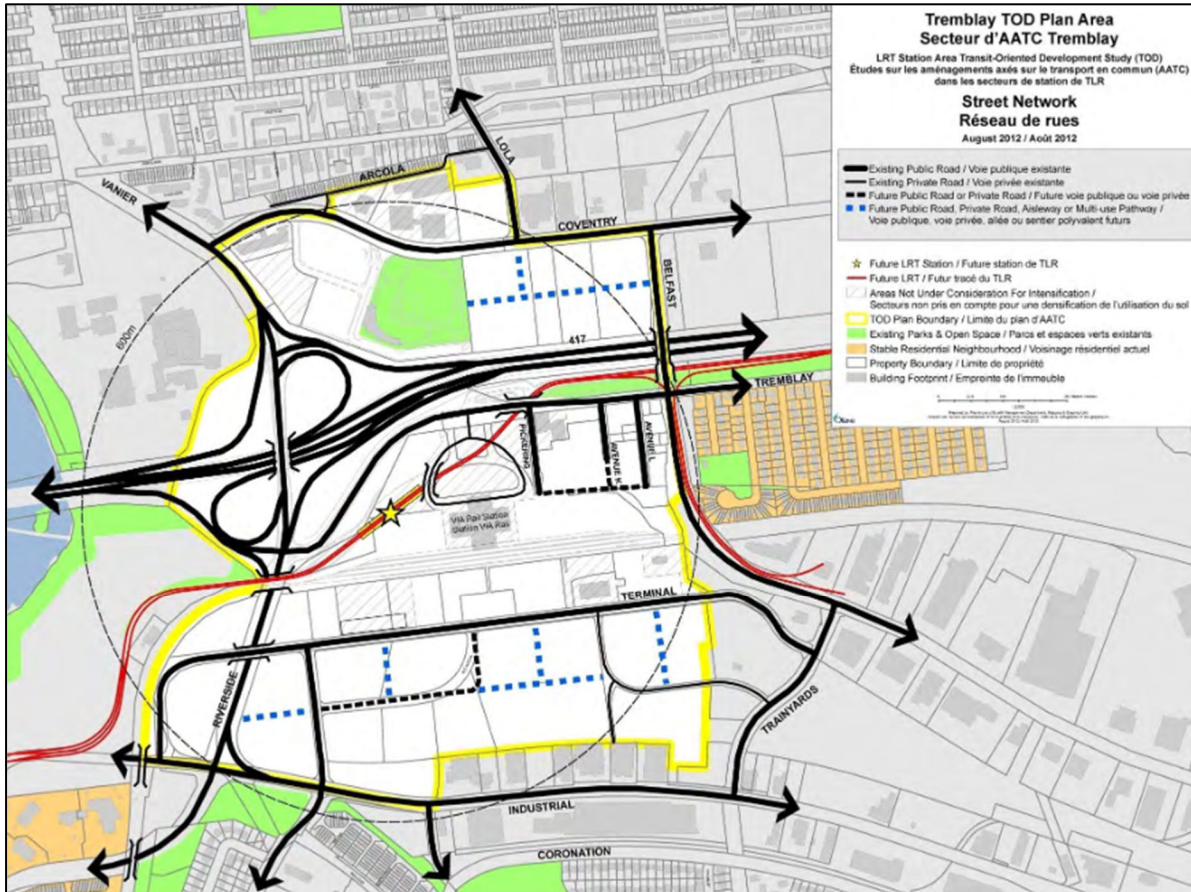 Tremblay TOD Plan Area
Secteur d'AATC Tremblay
LRT Station Area Transit-Oriented Development Study (TOD)
Études sur les aménagements axés sur le transport en commun (AATC)
dans les secteurs de station de TLR
Street Network
Réseau de rues
August 2012 / Août 2012
Existing Public Road / Voie publique existante
Existing Private Road / Voie privée existante
Future Public Road or Private Road / Future voie publique ou voie privée
Future Public Road, Private Road, Aisleway or Multi-use Pathway /
Voie publique, voie privée, allée ou sentier polyvalent futurs
Future LRT Station / Future station de TLR
Future LRT / Futur tracé du TLR
Areas Not Under Consideration For Intensification /
Secteurs non pris en compte pour une densification de l'utilisation du sol
TOD Plan Boundary / Limite du plan d'AATC
Existing Parks & Open Space / Parcs et espaces verts existants
Stable Residential Neighbourhood / Voisinage résidentiel actuel
Property Boundary / Limite de propriété
Building Footprint / Empreinte de l'immeuble
VANIER
ARCOLA
LOLA
COVENTRY
BELFAST
600m
417
TREMBLAY
PICKERING
AVENUE K
AVENUE L
VIA Rail Station
station VIA Rail
TERMINAL
RIVERSIDE
TRAINYARDS
INDUSTRIAL
CORONATION